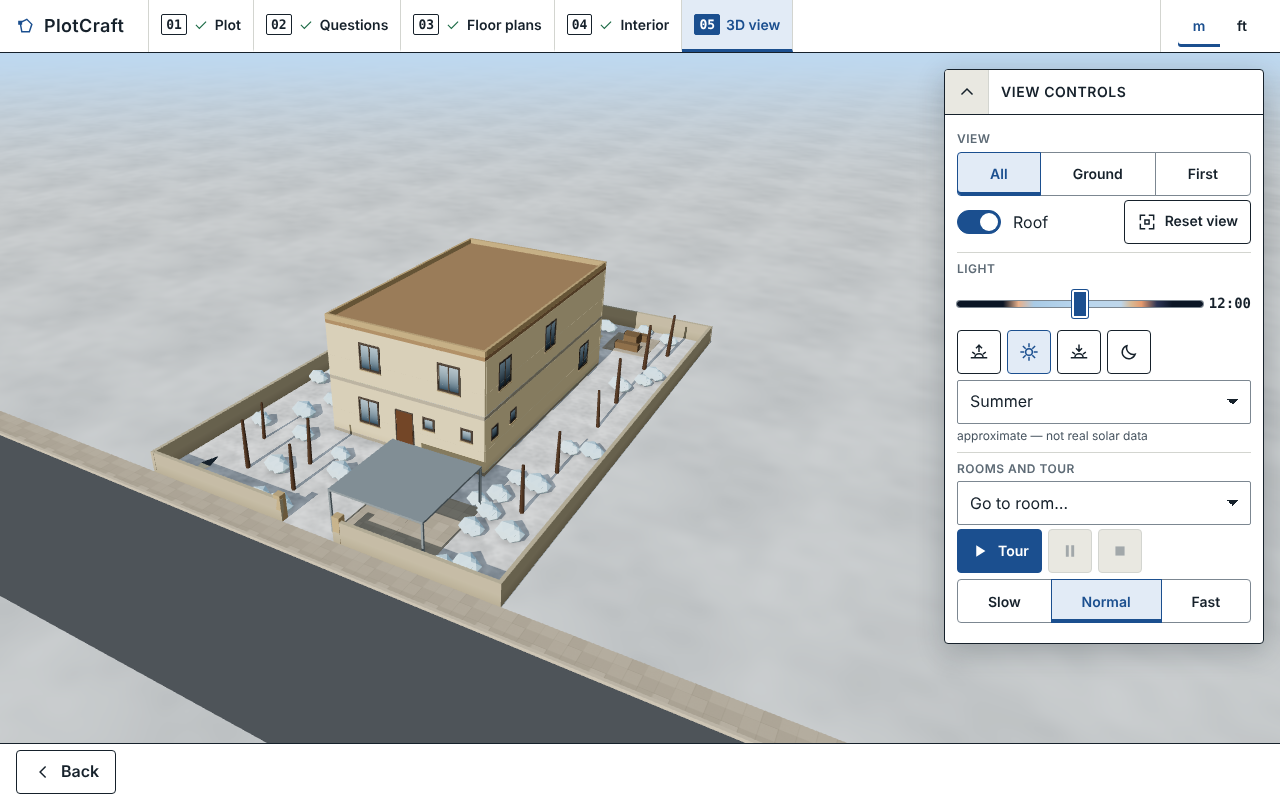 PlotCraft
01 Plot
02 Questions
03 Floor plans
04 Interior
05 3D view
m
ft
VIEW CONTROLS
VIEW
All
Ground
First
Roof
Reset view
LIGHT
12:00
Summer
approximate — not real solar data
ROOMS AND TOUR
Go to room...
Tour
Slow
Normal
Fast
Back